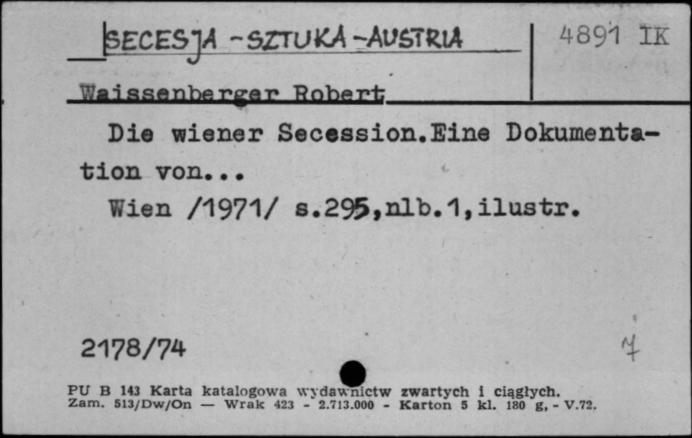 SECESJA - SZTUKA - AUSTRIA
4891 IK
Waissenberger Robert
Die wiener Secession.Eine Dokumenta-
tion von...
Wien /1971/ s.295,nlb.1,ilustr.
2178/74
7
PU B 143 Karta katalogowa wydawnictw zwartych i ciągłych.
Zam. 513/Dw/On — Wrak 423 - 2.713.000 - Karton 5 kl. 180 g. - V.72.